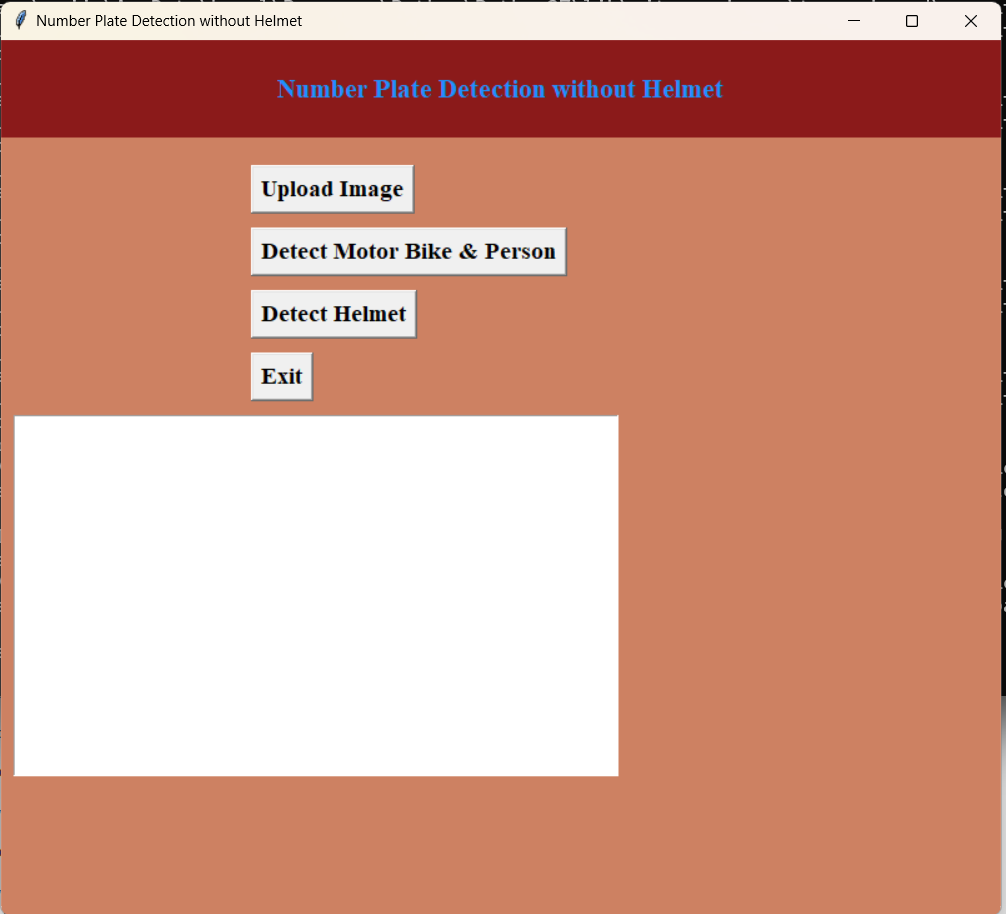 Number Plate Detection without Helmet
Number Plate Detection without Helmet
Upload Image
Detect Motor Bike & Person
Detect Helmet
Exit